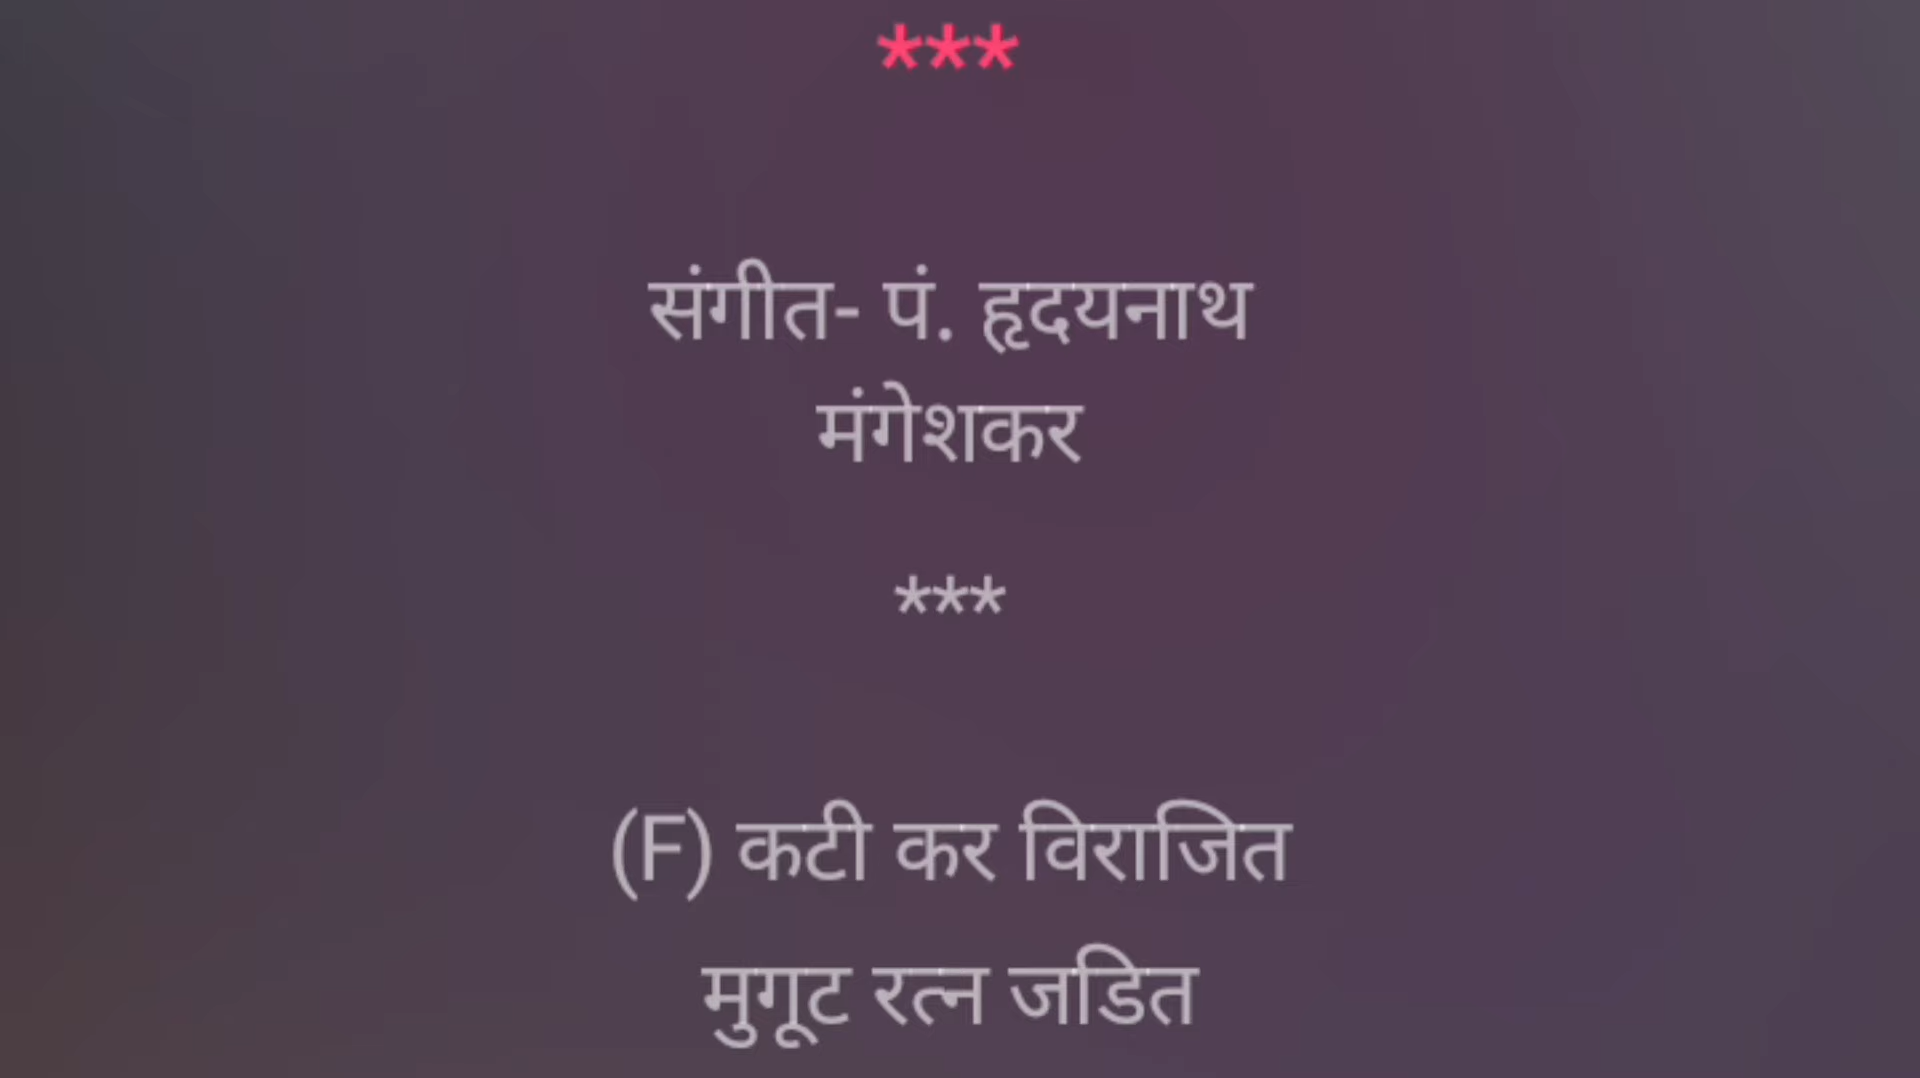 ***
संगीत- पं. हृदयनाथ
मंगेशकर
***
(F) कटी कर विराजित
मुगूट रत्न जडित